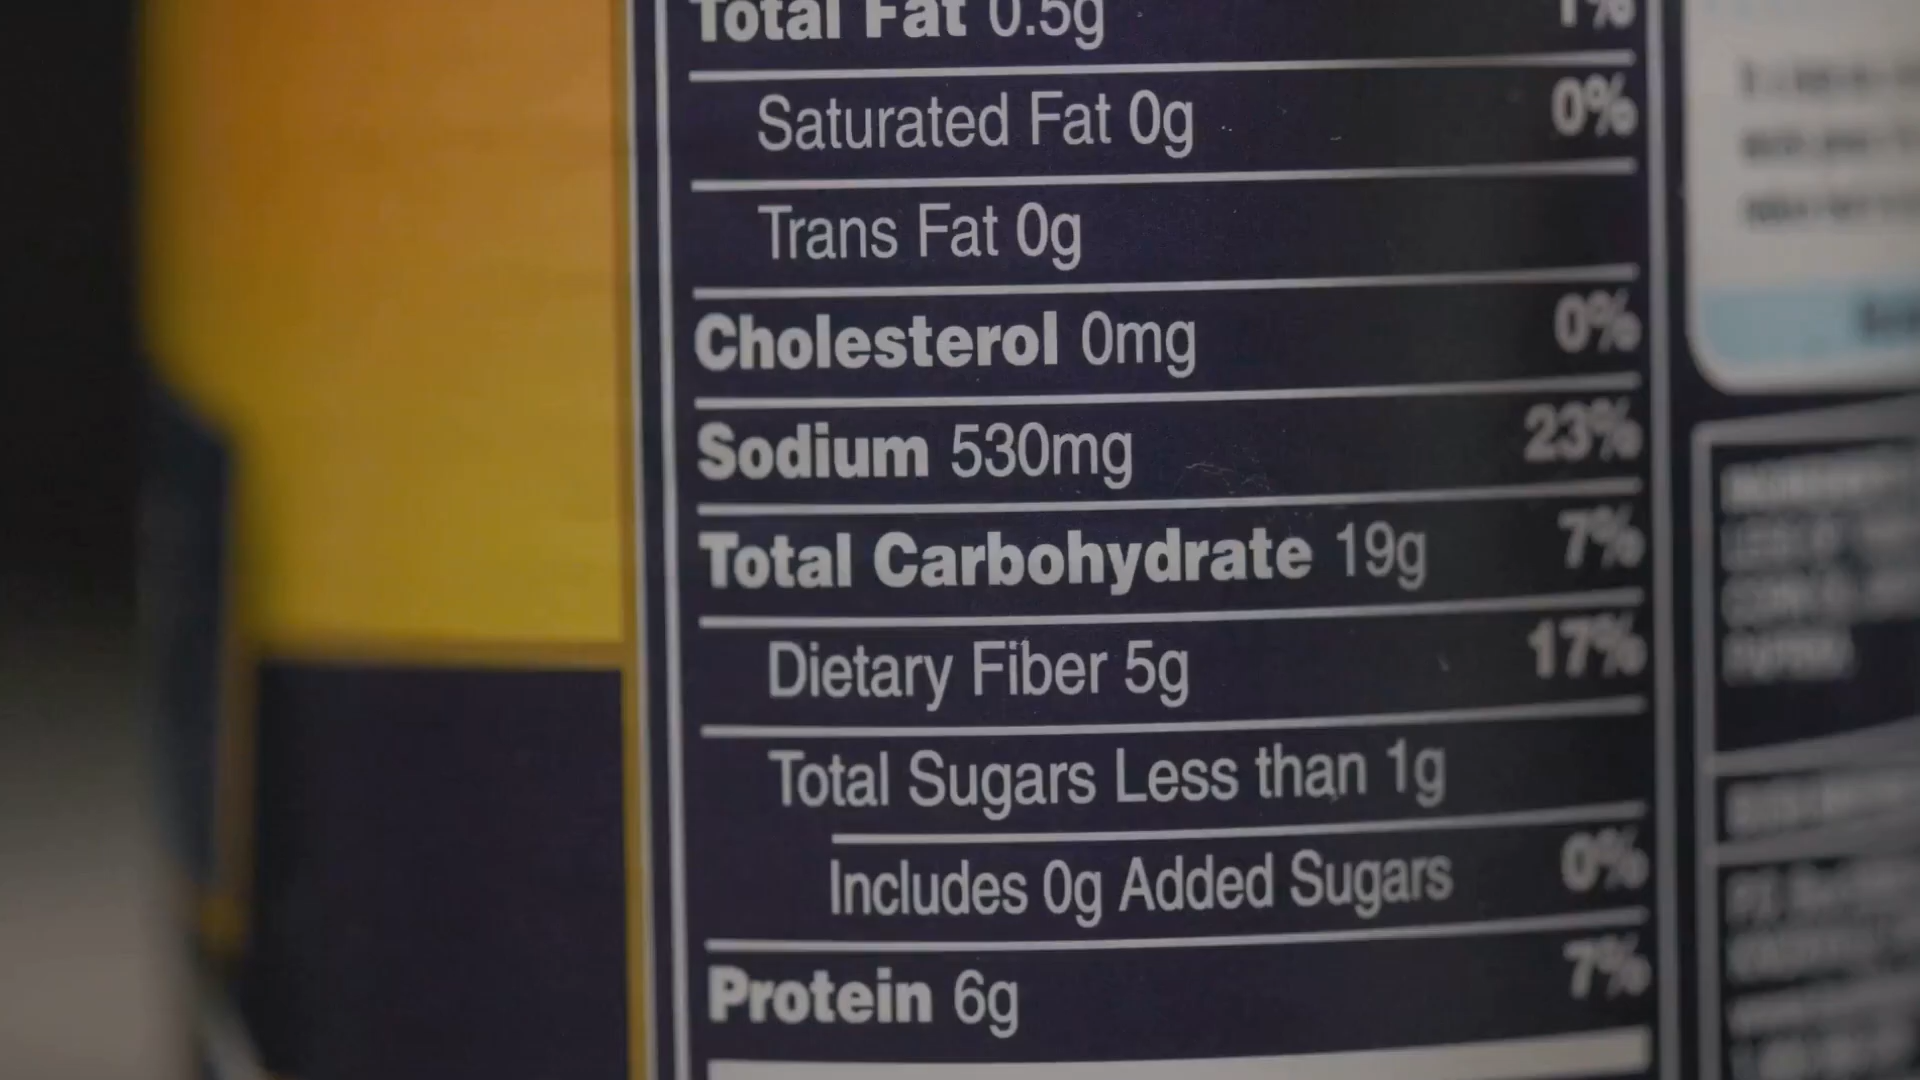 Total Fat 0.5g 1%
Saturated Fat 0g 0%
Trans Fat 0g
Cholesterol 0mg 0%
Sodium 530mg 23%
Total Carbohydrate 19g 7%
Dietary Fiber 5g 17%
Total Sugars Less than 1g
Includes 0g Added Sugars 0%
Protein 6g 7%